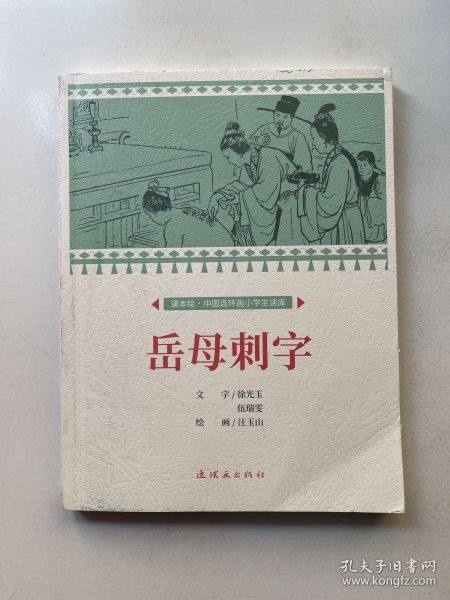 课本绘·中国连环画小学生读库
岳母刺字
文 字/徐光玉
伍瑞雯
绘 画/汪玉山
连环画出版社
孔夫子旧书网
www.kongfz.com